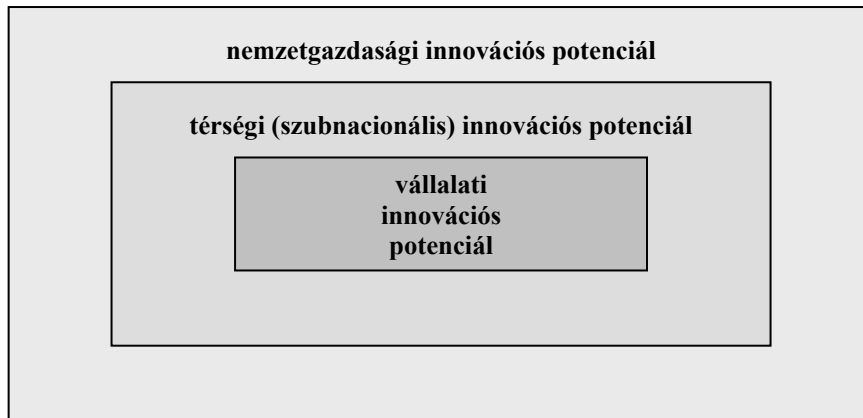 nemzetgazdasági innovációs potenciál
térségi (szubnacionális) innovációs potenciál
vállalati
innovációs
potenciál